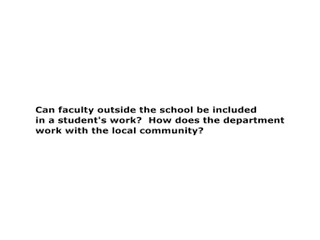 Can faculty outside the school be included
in a student's work?  How does the department
work with the local community?